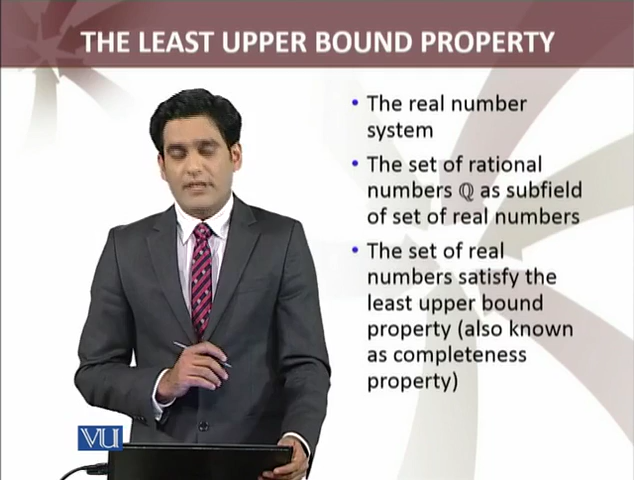 THE LEAST UPPER BOUND PROPERTY
• The real number
system
• The set of rational
numbers ℚ as subfield
of set of real numbers
• The set of real
numbers satisfy the
least upper bound
property (also known
as completeness
property)
VU